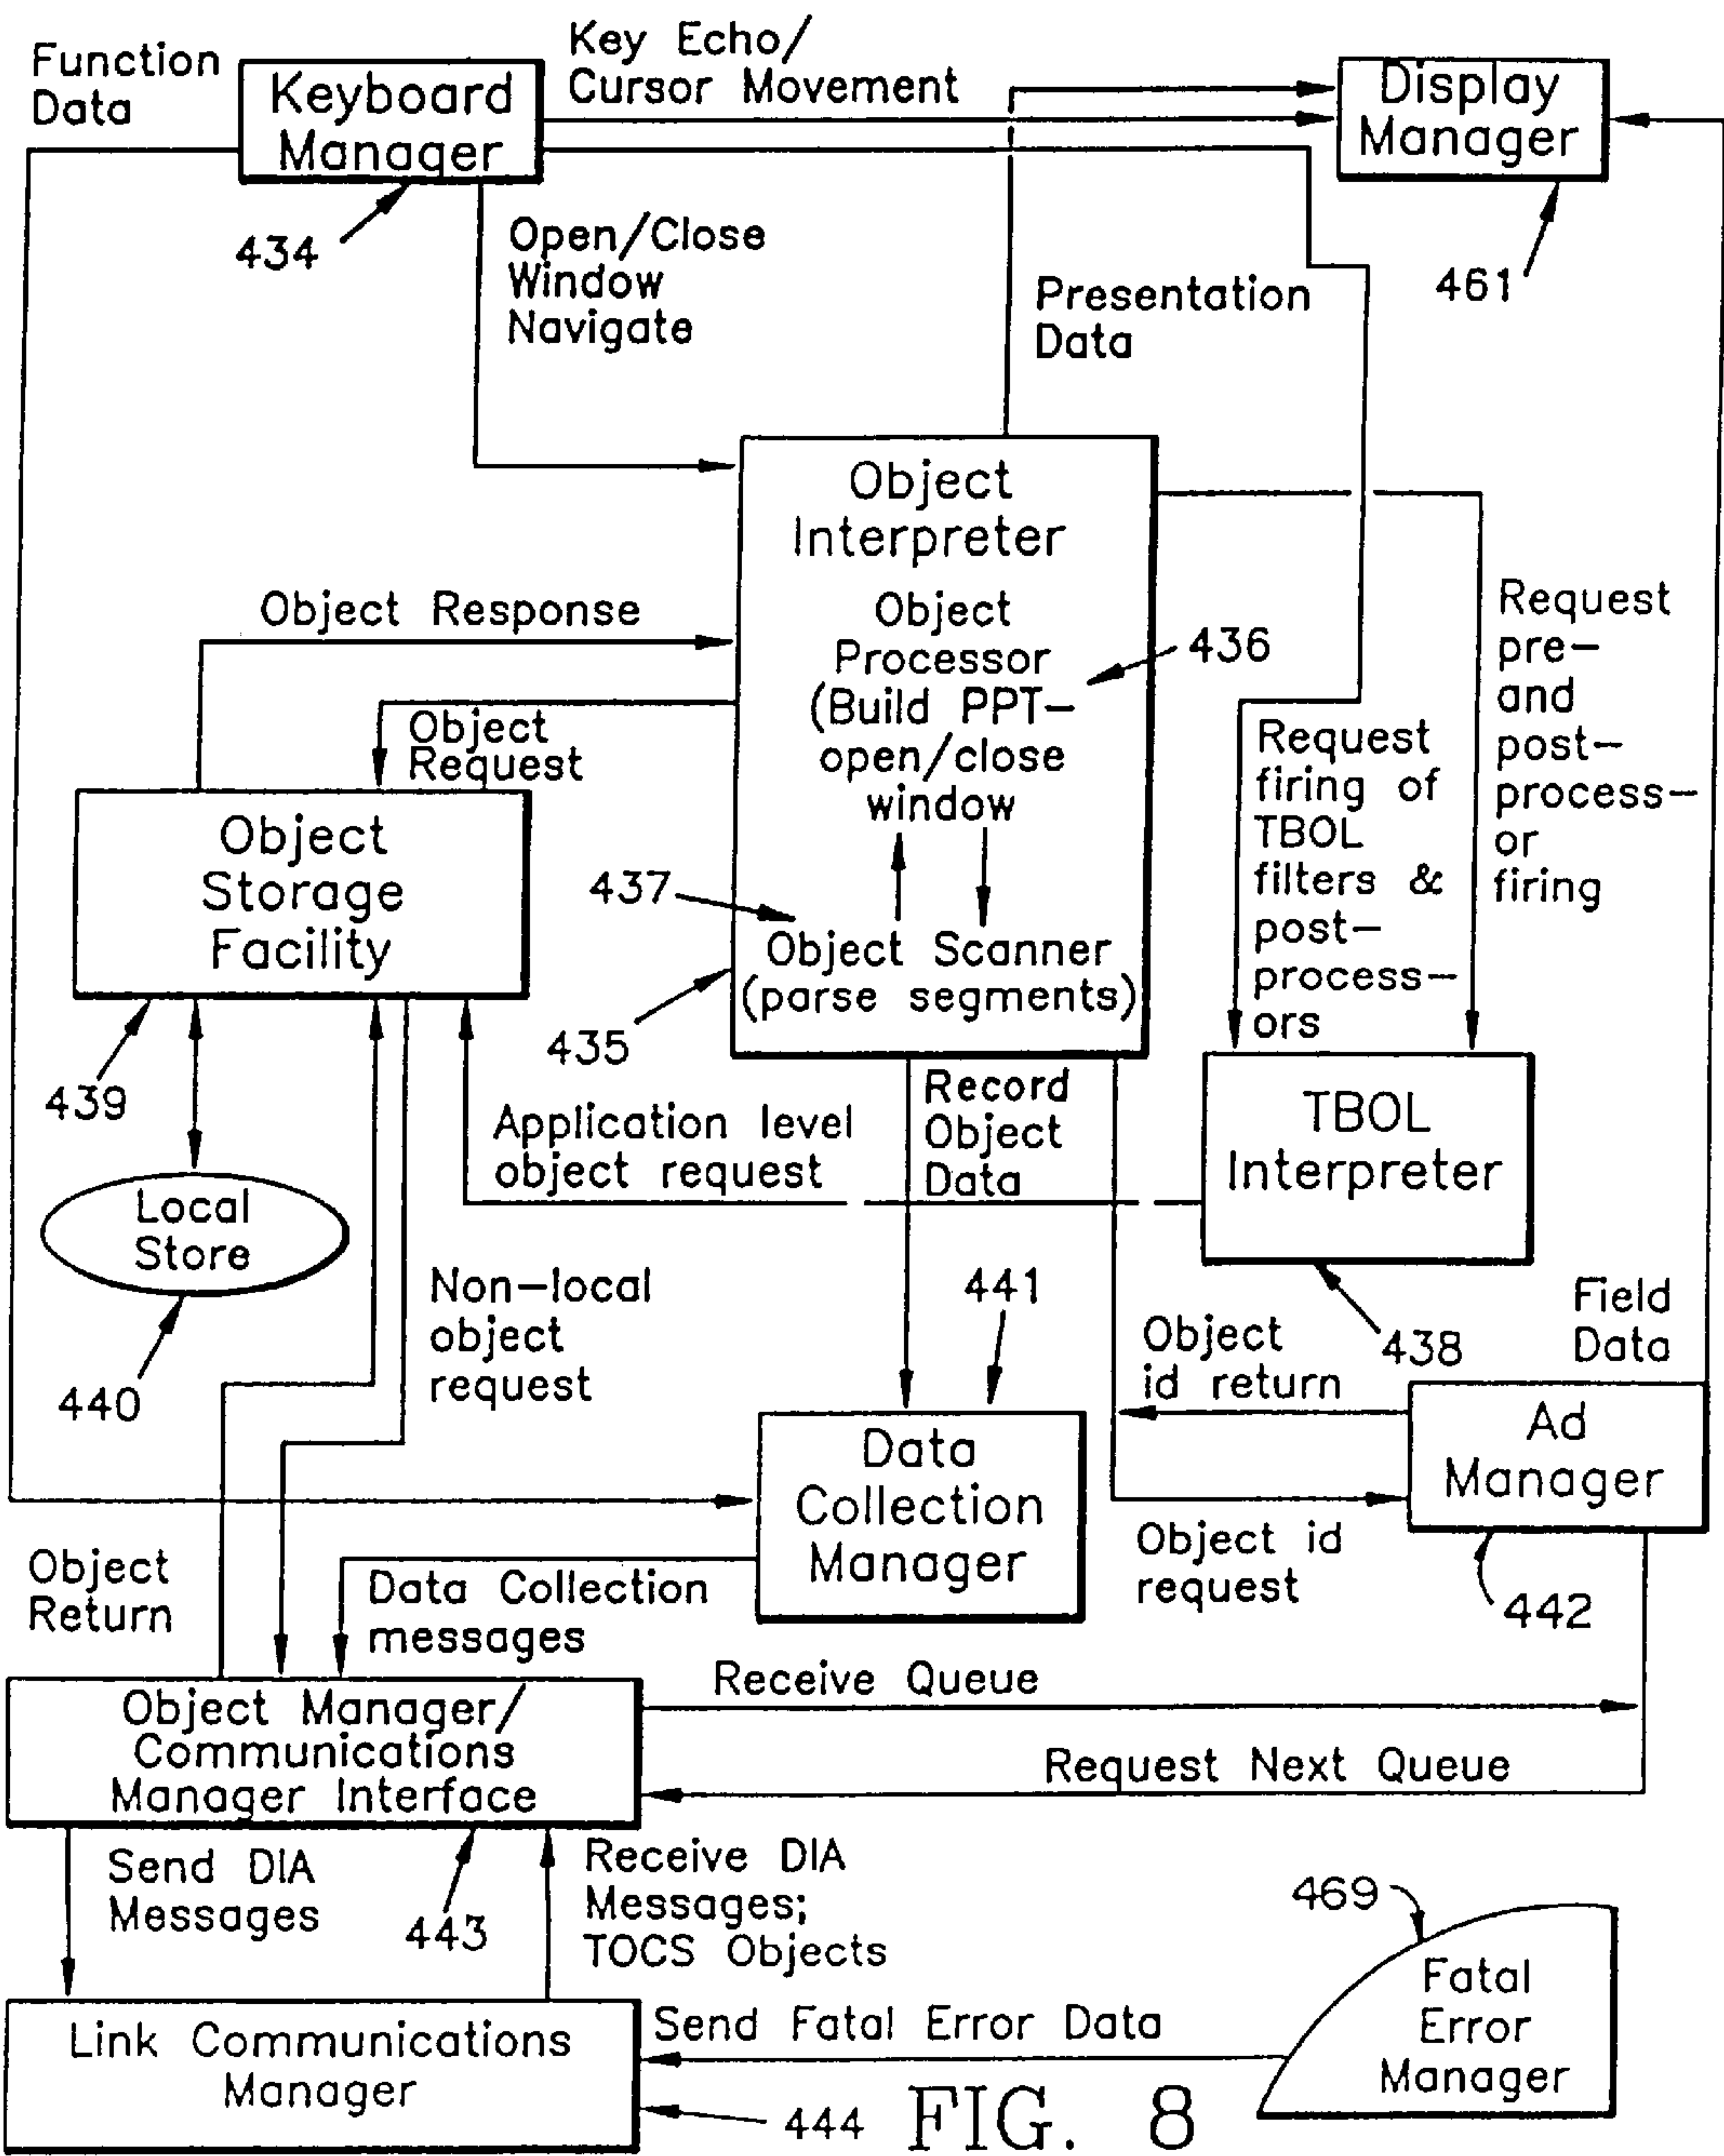 Function
Data
Keyboard
Manager
434
Key Echo/
Cursor Movement
Display
Manager
461
Open/Close
Window
Navigate
Presentation
Data
Object
Interpreter
Object
Processor
(Build PPT-
open/close
window
436
437
Object Scanner
(parse segments)
435
Object Response
Object
Request
Object
Storage
Facility
439
Local
Store
440
Request
firing of
TBOL
filters &
post-
process-
ors
Request
pre-
and
post-
process-
or
firing
TBOL
Interpreter
438
Application level
object request
Record
Object
Data
Non-local
object
request
441
Data
Collection
Manager
Object
id return
Field
Data
Ad
Manager
442
Object id
request
Object
Return
Data Collection
messages
Object Manager/
Communications
Manager Interface
443
Receive Queue
Request Next Queue
Send DIA
Messages
Receive DIA
Messages;
TOCS Objects
Link Communications
Manager
444
Send Fatal Error Data
469
Fatal
Error
Manager
FIG. 8